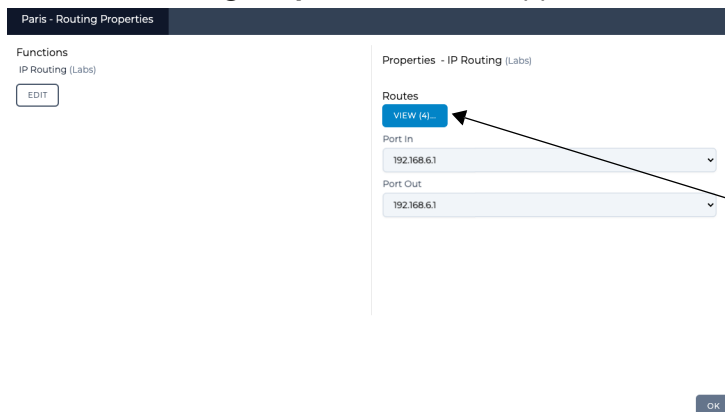 Paris - Routing Properties
Functions
IP Routing (Labs)
EDIT
Properties - IP Routing (Labs)
Routes
VIEW (4)...
Port In
192.168.6.1
Port Out
192.168.6.1
OK